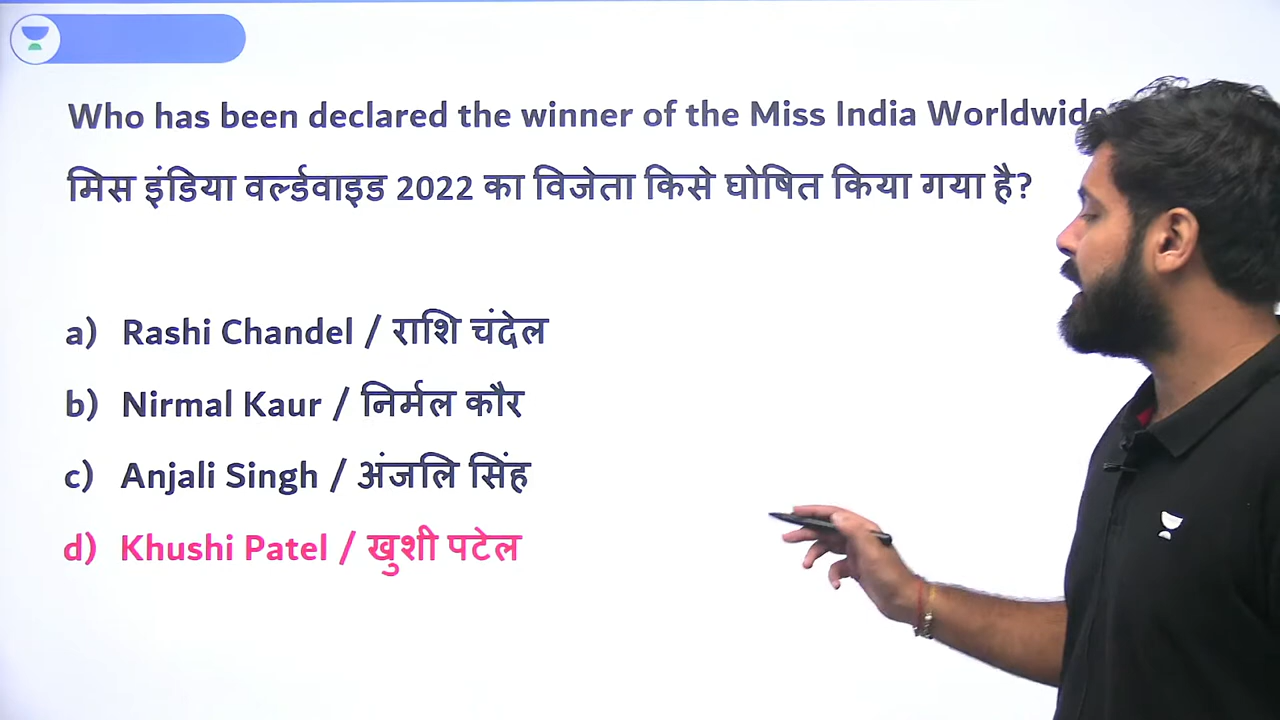 Who has been declared the winner of the Miss India Worldwide
मिस इंडिया वर्ल्डवाइड 2022 का विजेता किसे घोषित किया गया है?
a) Rashi Chandel / राशि चंदेल
b) Nirmal Kaur / निर्मल कौर
c) Anjali Singh / अंजलि सिंह
d) Khushi Patel / खुशी पटेल